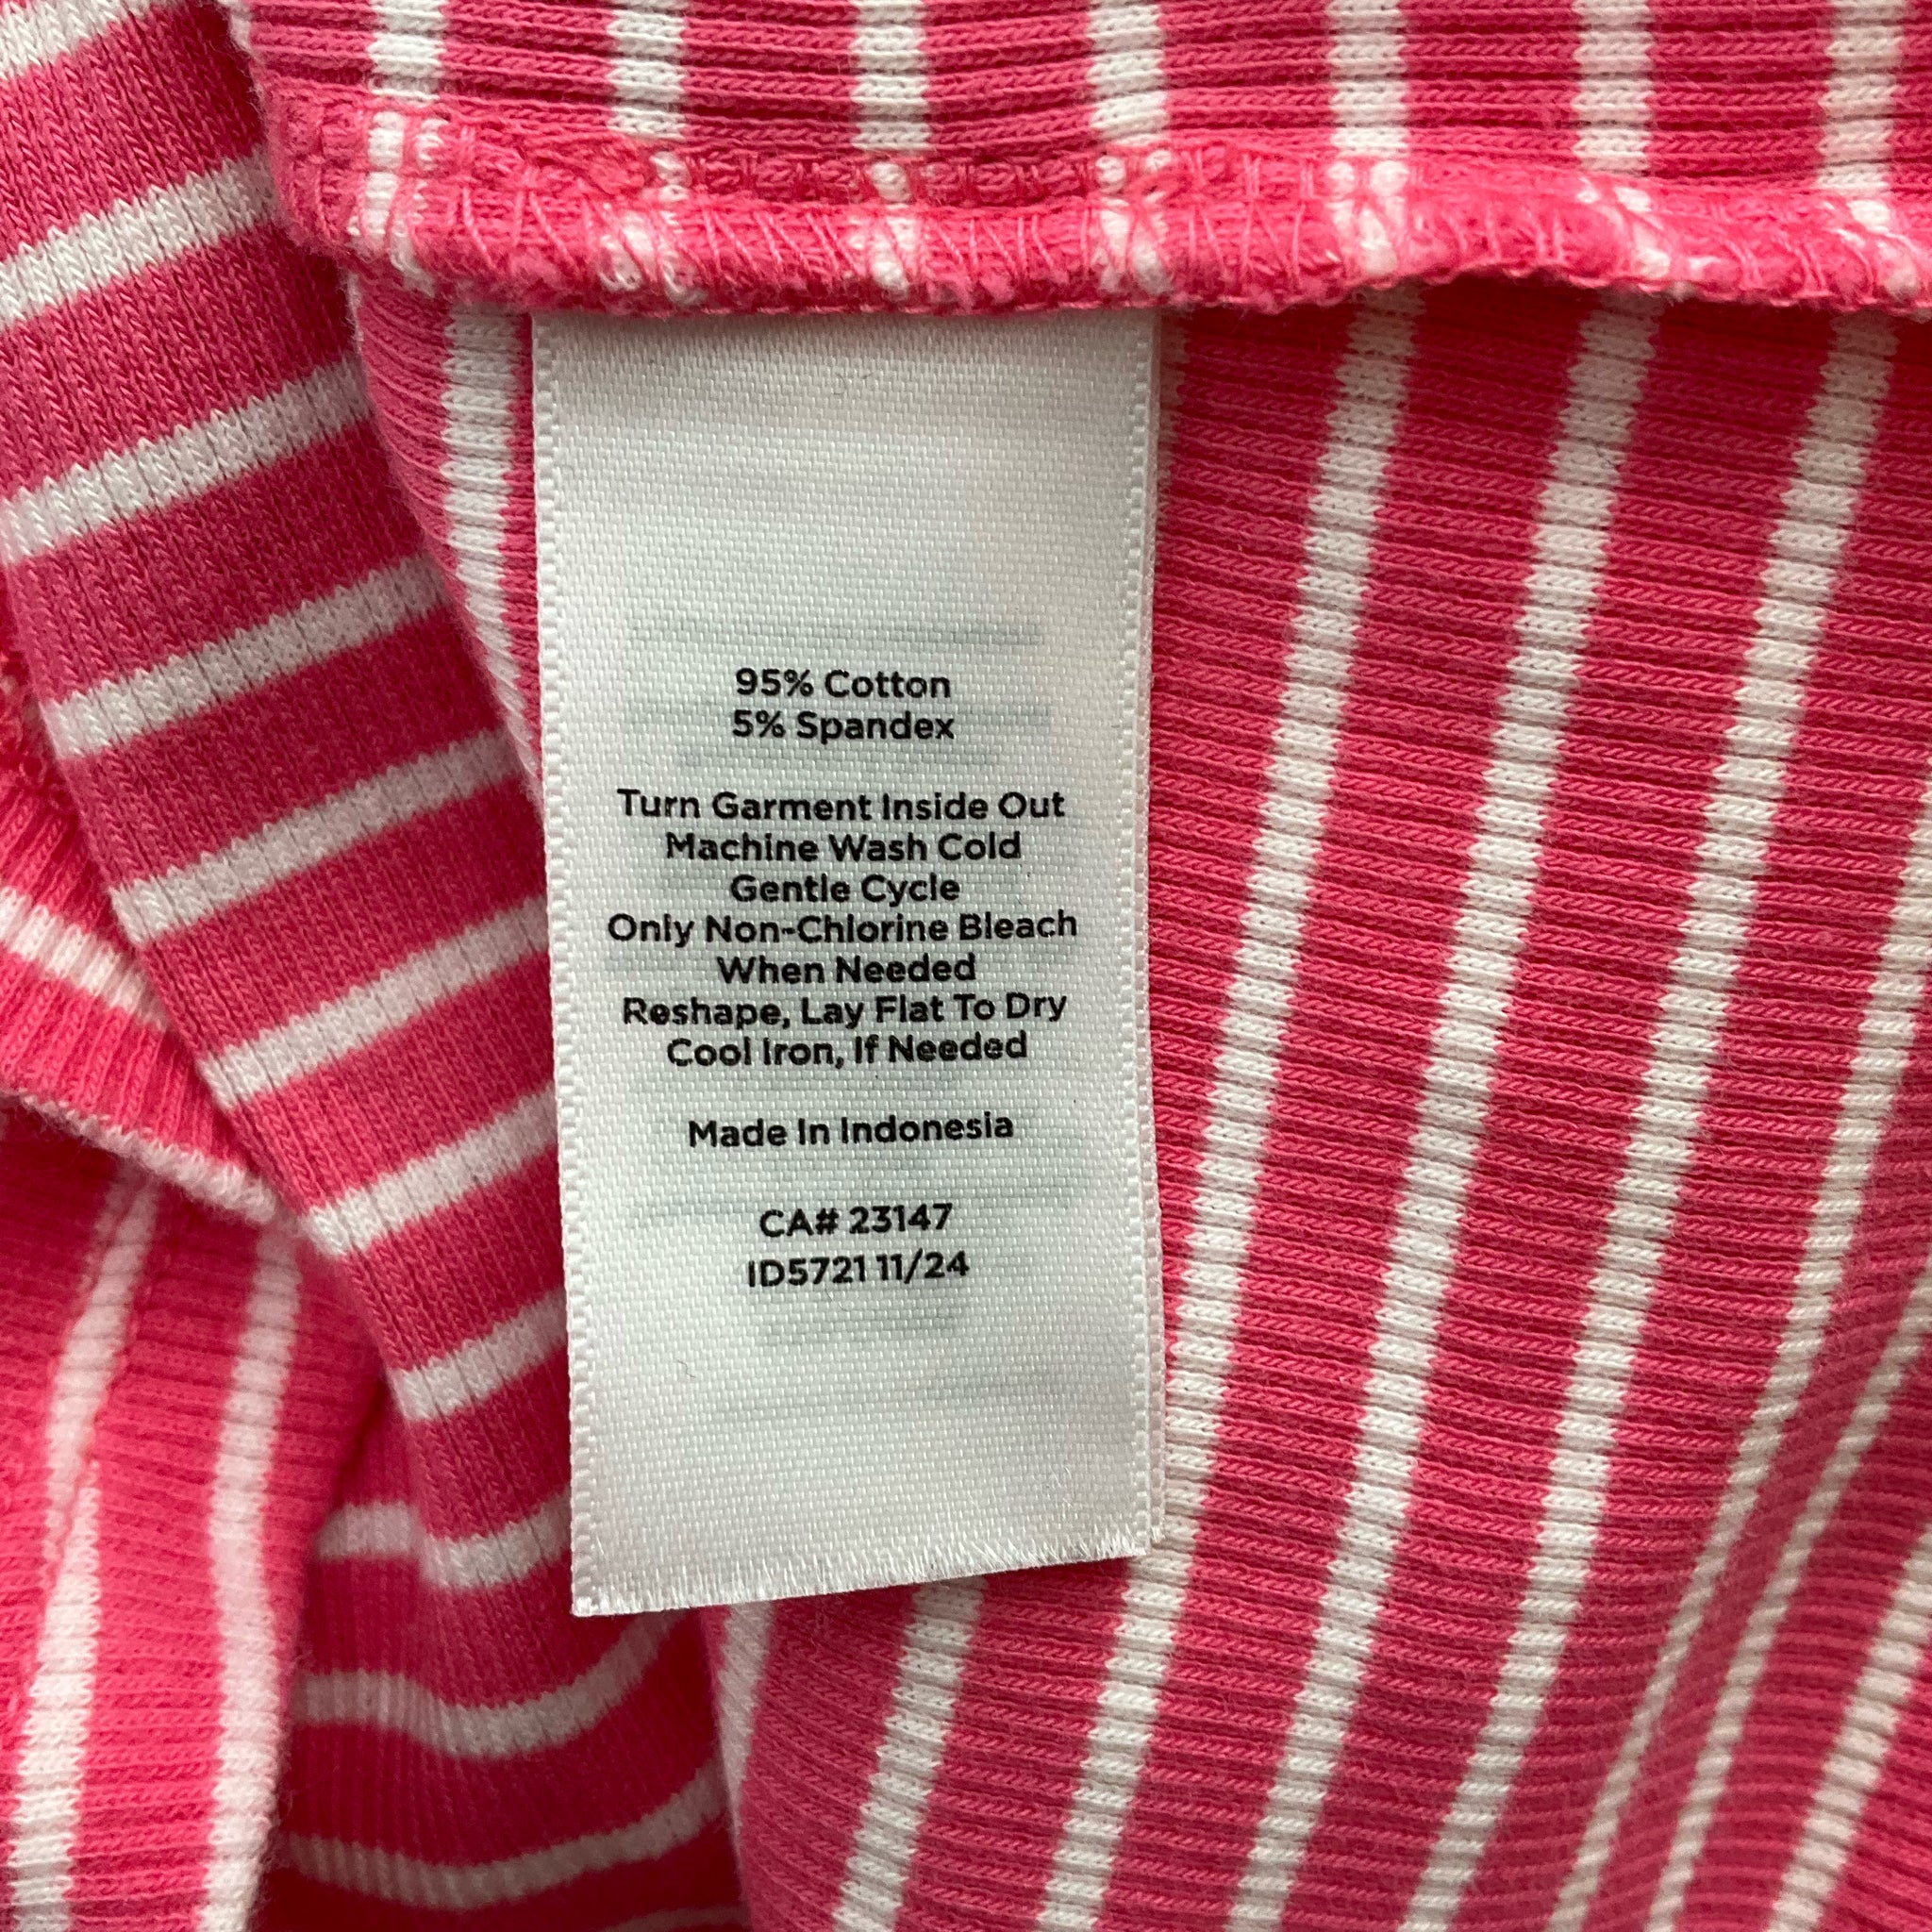 95% Cotton
5% Spandex
Turn Garment Inside Out
Machine Wash Cold
Gentle Cycle
Only Non-Chlorine Bleach
When Needed
Reshape, Lay Flat To Dry
Cool Iron, If Needed
Made In Indonesia
CA# 23147
ID5721 11/24